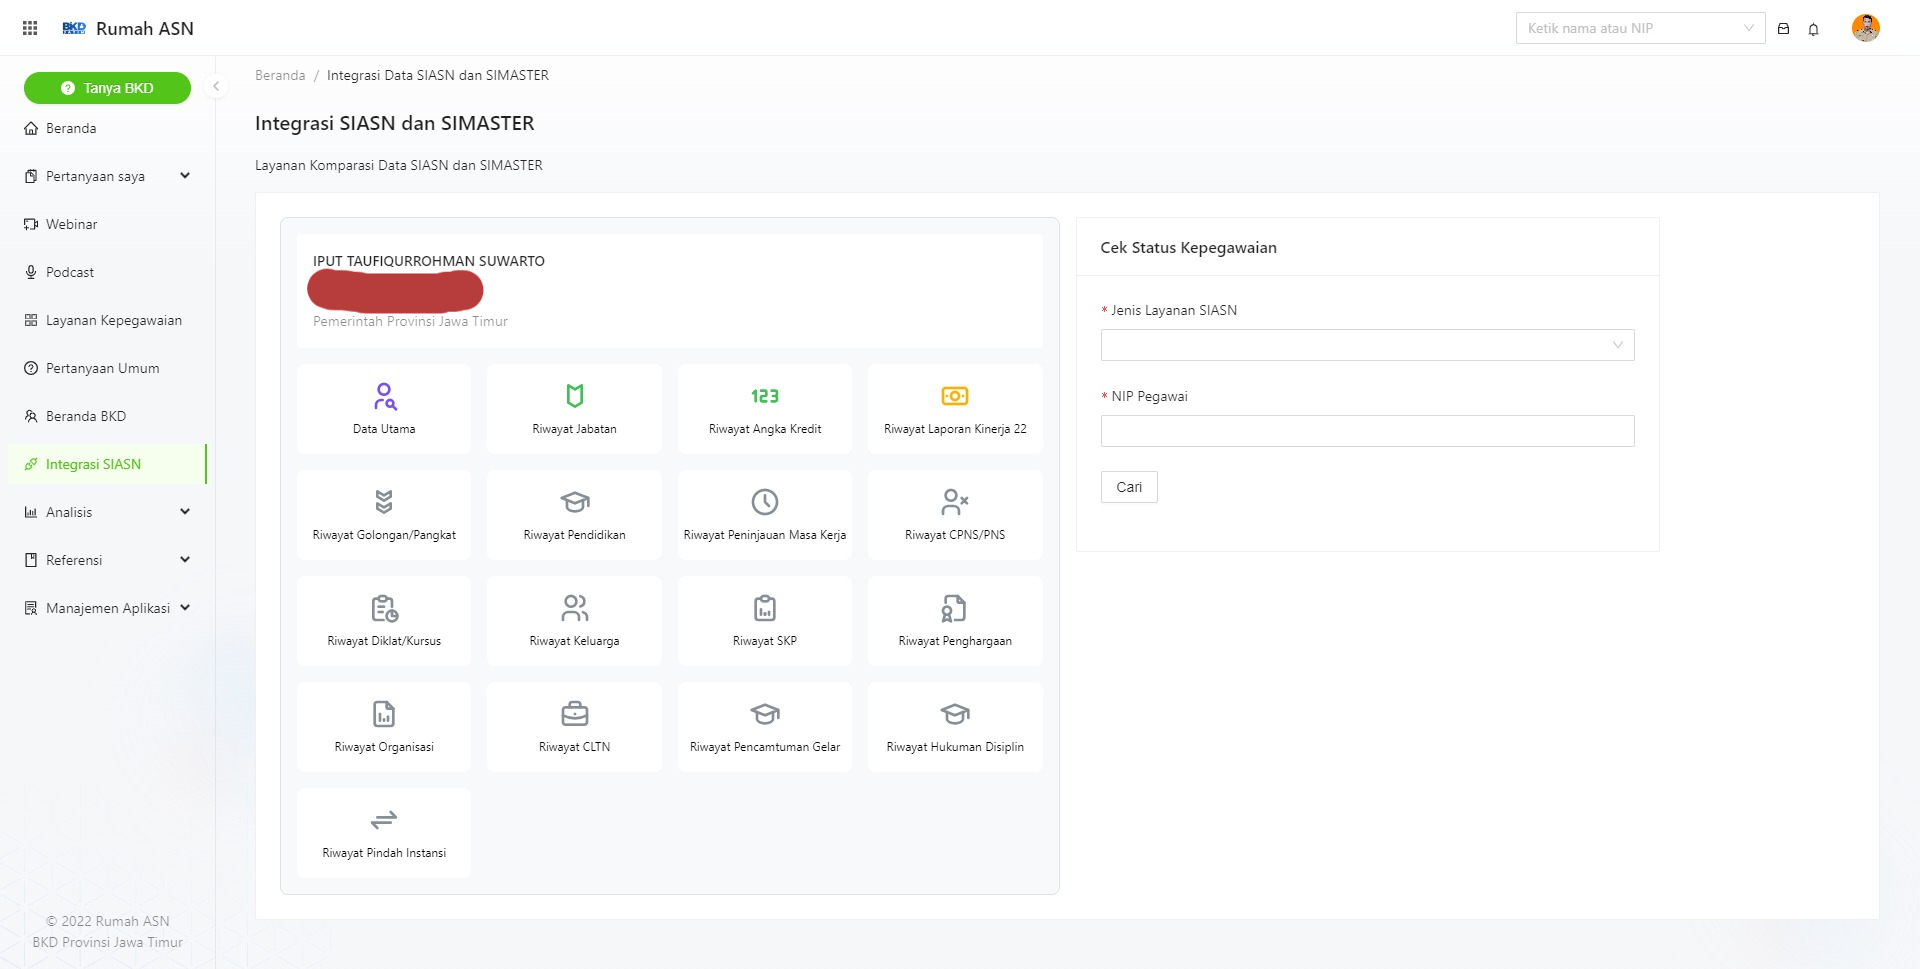 BKD
JATIM
Rumah ASN
Ketik nama atau NIP
Tanya BKD
Beranda
Pertanyaan saya
Webinar
Podcast
Layanan Kepegawaian
Pertanyaan Umum
Beranda BKD
Integrasi SIASN
Analisis
Referensi
Manajemen Aplikasi
© 2022 Rumah ASN
BKD Provinsi Jawa Timur
Beranda / Integrasi Data SIASN dan SIMASTER
Integrasi SIASN dan SIMASTER
Layanan Komparasi Data SIASN dan SIMASTER
IPUT TAUFIQURROHMAN SUWARTO
Pemerintah Provinsi Jawa Timur
Data Utama
Riwayat Jabatan
123
Riwayat Angka Kredit
Riwayat Laporan Kinerja 22
Riwayat Golongan/Pangkat
Riwayat Pendidikan
Riwayat Peninjauan Masa Kerja
Riwayat CPNS/PNS
Riwayat Diklat/Kursus
Riwayat Keluarga
Riwayat SKP
Riwayat Penghargaan
Riwayat Organisasi
Riwayat CLTN
Riwayat Pencamtuman Gelar
Riwayat Hukuman Disiplin
Riwayat Pindah Instansi
Cek Status Kepegawaian
* Jenis Layanan SIASN
* NIP Pegawai
Cari